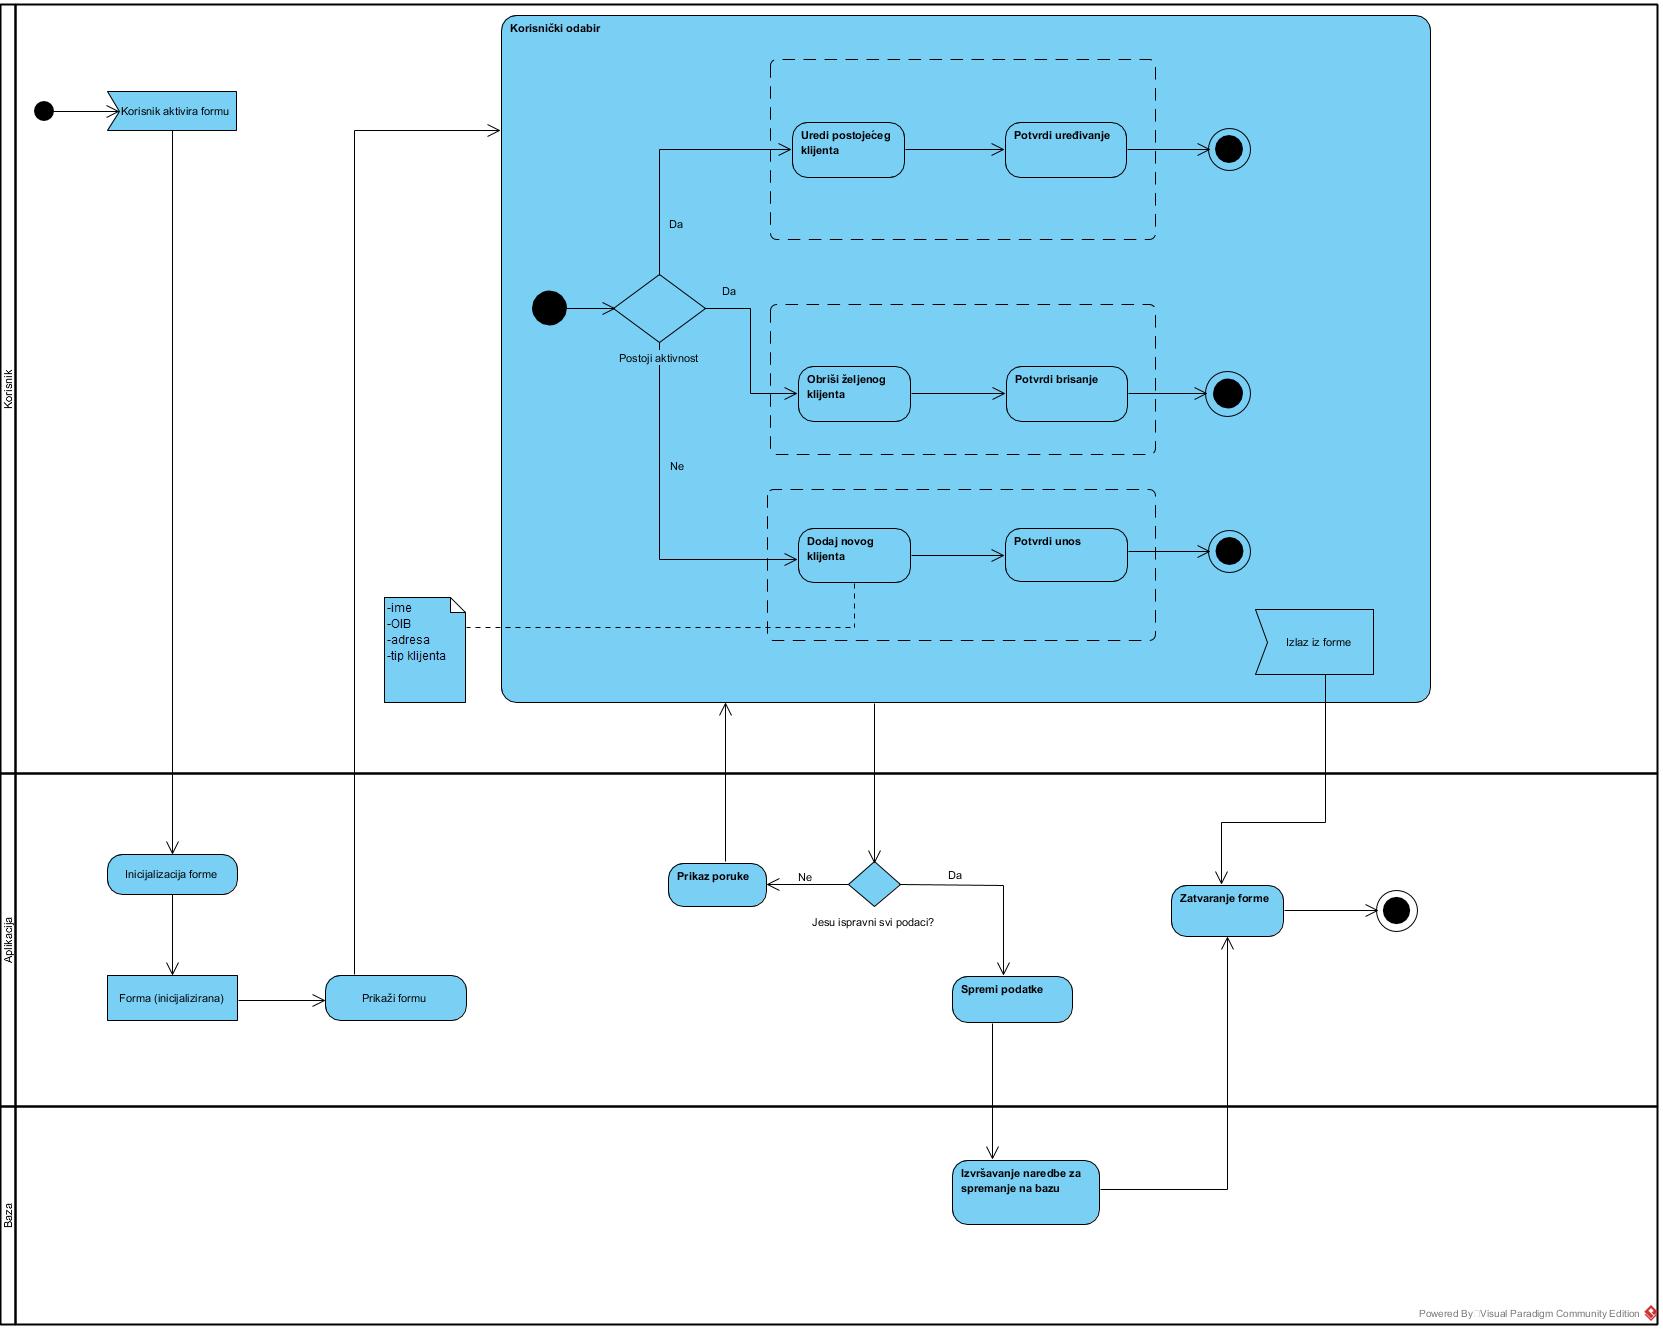 Korisnik
Korisnički odabir
Korisnik aktivira formu
Uredi postojećeg
klijenta
Potvrdi uređivanje
Da
Da
Postoji aktivnost
Obriši željenog
klijenta
Potvrdi brisanje
Ne
Dodaj novog
klijenta
Potvrdi unos
-ime
-OIB
-adresa
-tip klijenta
Izlaz iz forme
Aplikacija
Inicijalizacija forme
Prikaz poruke
Ne
Da
Jesu ispravni svi podaci?
Zatvaranje forme
Forma (inicijalizirana)
Prikaži formu
Spremi podatke
Baza
Izvršavanje naredbe za
spremanje na bazu
Powered By Visual Paradigm Community Edition